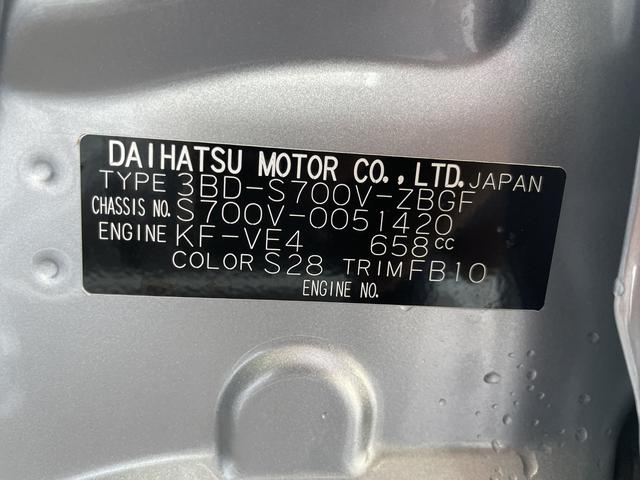 DAIHATSU MOTOR CO., LTD. JAPAN
TYPE 3BD-S700V-ZBGF
CHASSIS NO. S700V-0051420
ENGINE KF-VE4 658cc
COLOR S28 TRIM FB10
ENGINE NO.